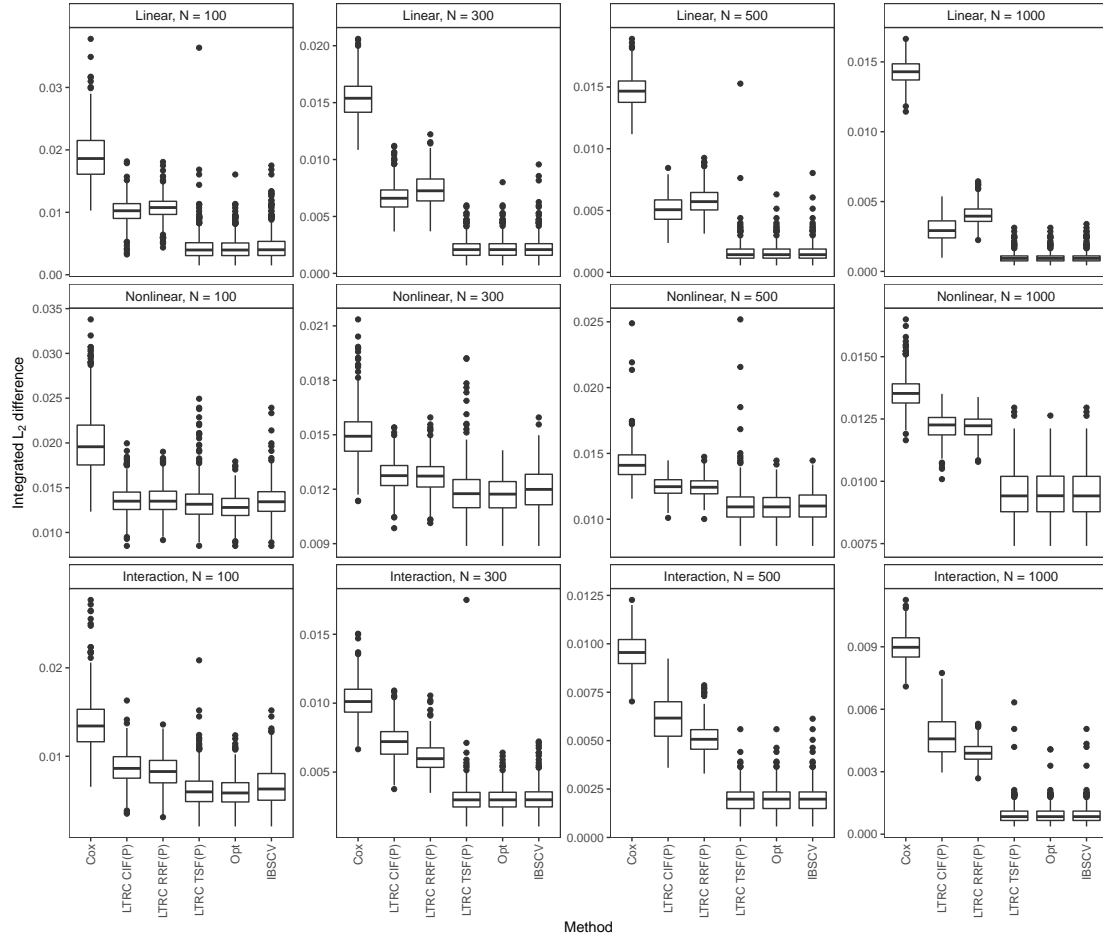 Linear, N = 100
Linear, N = 300
Linear, N = 500
Linear, N = 1000
0.03
0.02
0.01
0.00
0.020
0.015
0.010
0.005
0.000
0.015
0.010
0.005
0.000
0.015
0.010
0.005
0.000
Nonlinear, N = 100
Nonlinear, N = 300
Nonlinear, N = 500
Nonlinear, N = 1000
0.035
0.030
0.025
0.020
0.015
0.010
0.021
0.018
0.015
0.012
0.009
0.025
0.020
0.015
0.010
0.0150
0.0125
0.0100
0.0075
Interaction, N = 100
Interaction, N = 300
Interaction, N = 500
Interaction, N = 1000
0.02
0.01
0.015
0.010
0.005
0.0125
0.0100
0.0075
0.0050
0.0025
0.0000
0.009
0.006
0.003
0.000
Integrated L2 difference
Cox
LTRC CIF(P)
LTRC RRF(P)
LTRC TSF(P)
Opt
IBSCV
Cox
LTRC CIF(P)
LTRC RRF(P)
LTRC TSF(P)
Opt
IBSCV
Cox
LTRC CIF(P)
LTRC RRF(P)
LTRC TSF(P)
Opt
IBSCV
Cox
LTRC CIF(P)
LTRC RRF(P)
LTRC TSF(P)
Opt
IBSCV
Method